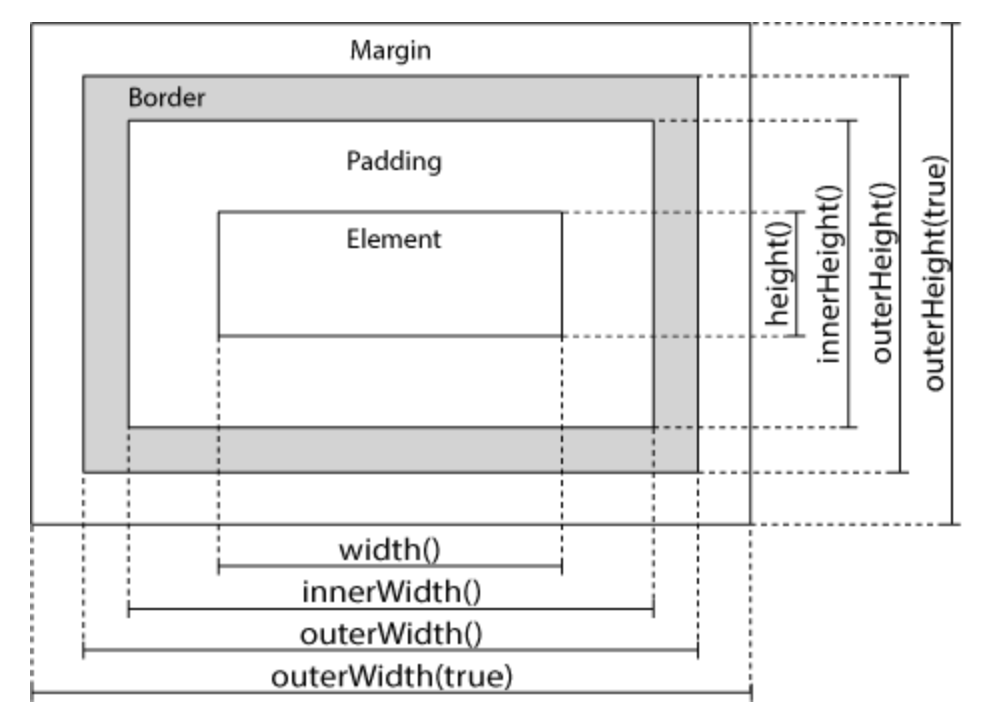 Margin
Border
Padding
Element
height()
innerHeight()
outerHeight()
outerHeight(true)
width()
innerWidth()
outerWidth()
outerWidth(true)